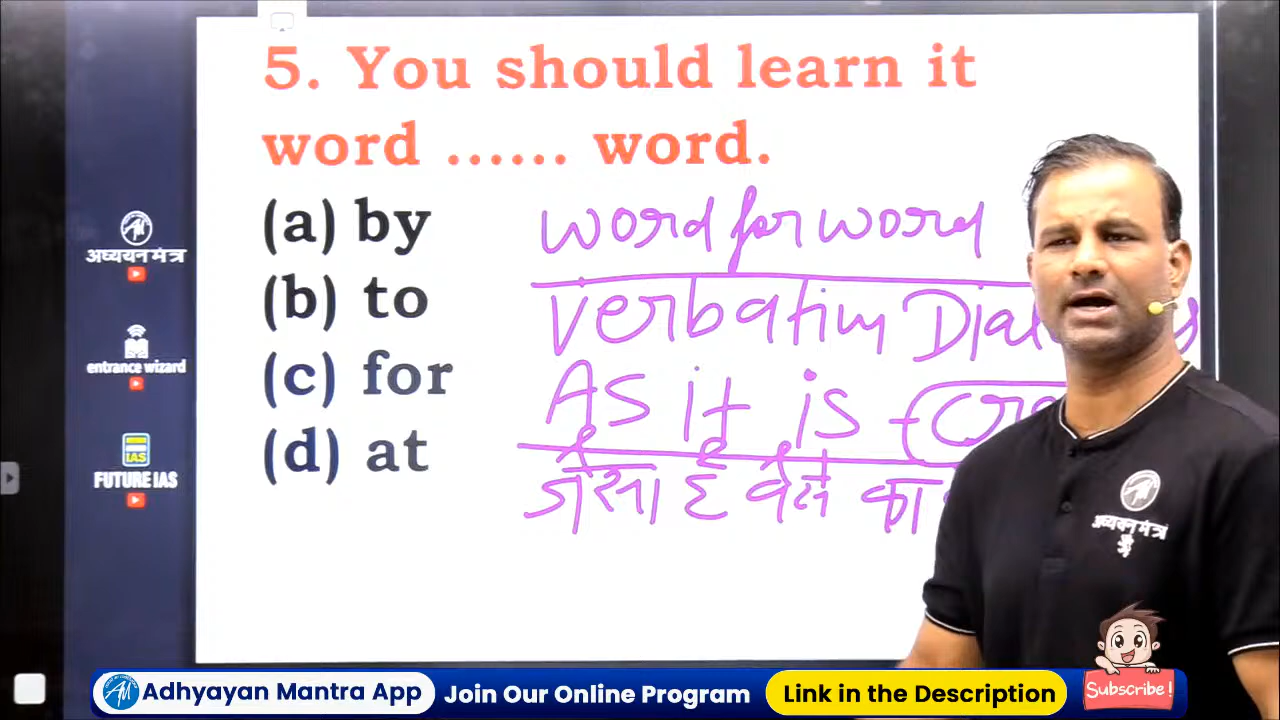 5. You should learn it
word ...... word.
(a) by
(b) to
(c) for
(d) at
word for word
Verbatim
As it is
जैसा है वैसे का
अध्ययन मंत्र
entrance wizard
IAS
FUTURE IAS
अध्ययन मंत्र
Adhyayan Mantra App
Join Our Online Program
Link in the Description
Subscribe!